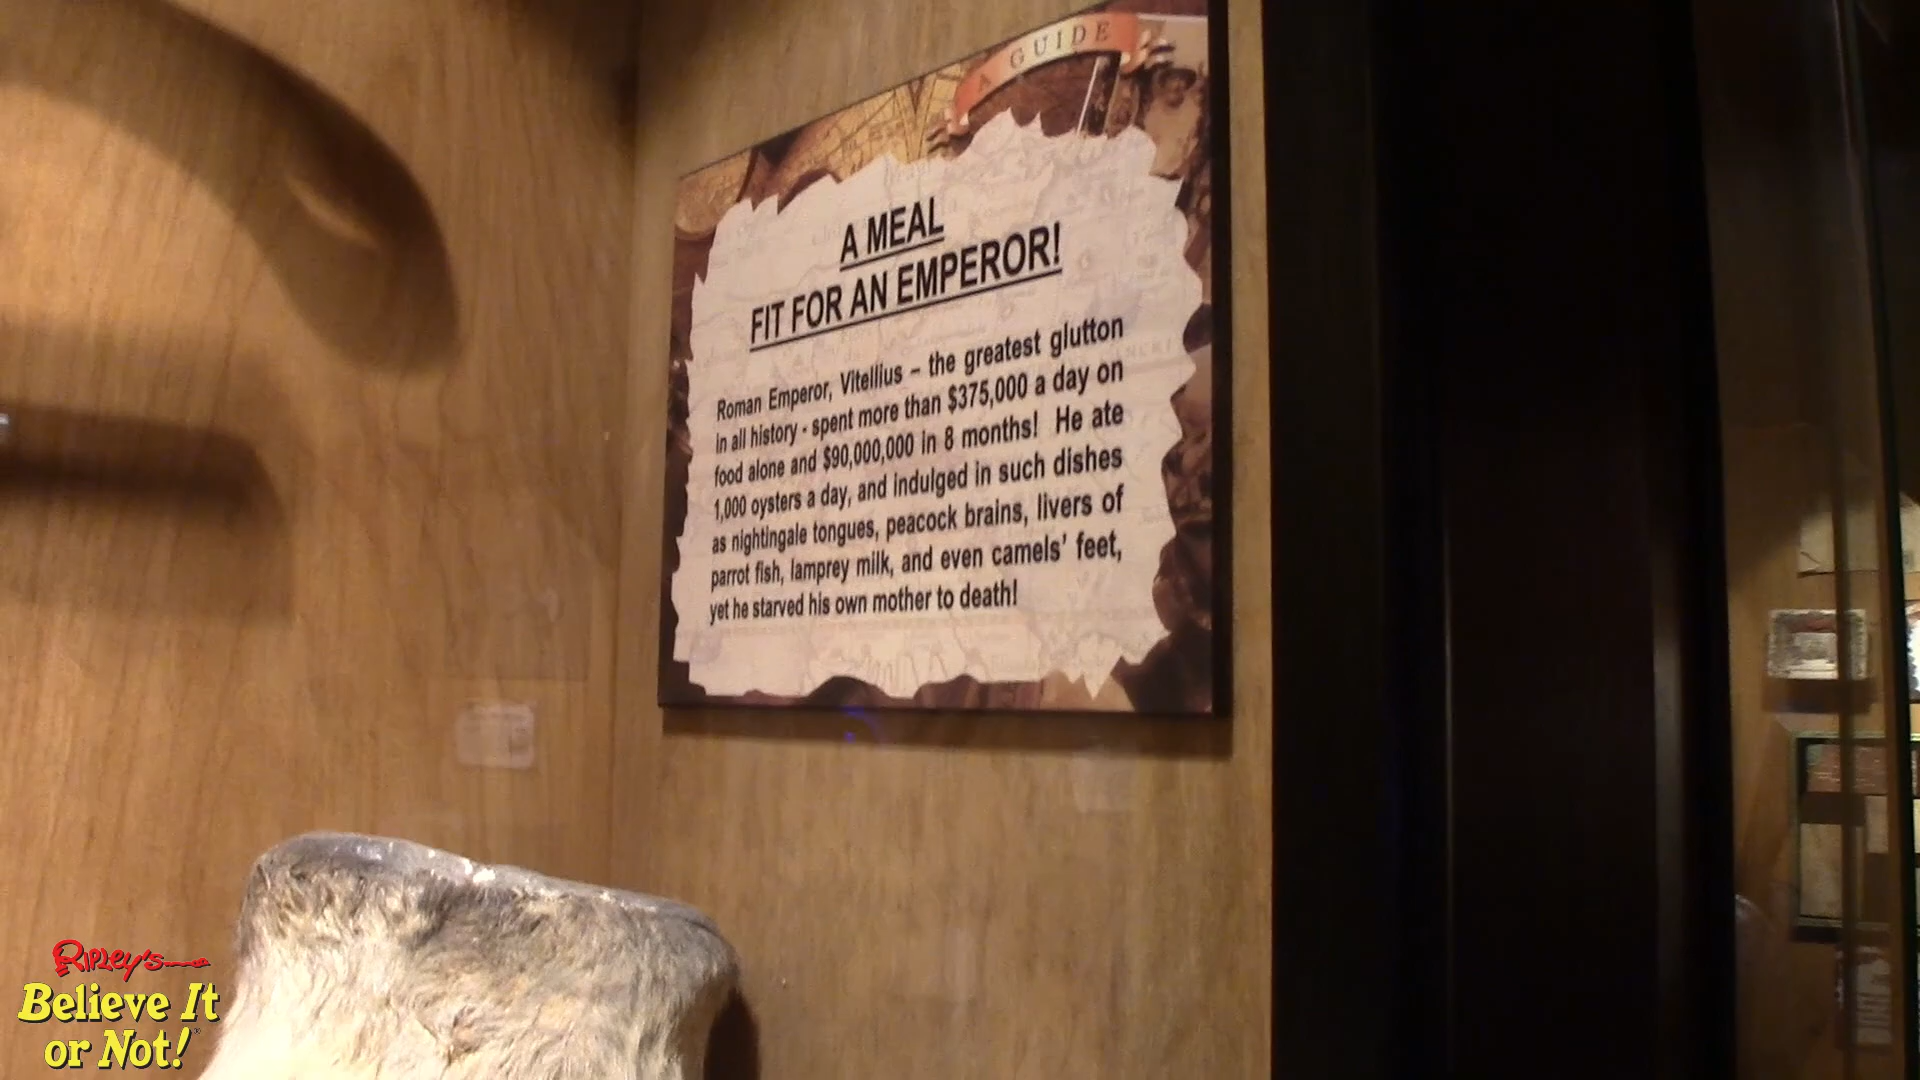 A GUIDE
A MEAL
FIT FOR AN EMPEROR!
Roman Emperor, Vitellius – the greatest glutton
in all history - spent more than $375,000 a day on
food alone and $90,000,000 in 8 months! He ate
1,000 oysters a day, and indulged in such dishes
as nightingale tongues, peacock brains, livers of
parrot fish, lamprey milk, and even camels' feet,
yet he starved his own mother to death!
Ripley's
Believe It
or Not!®